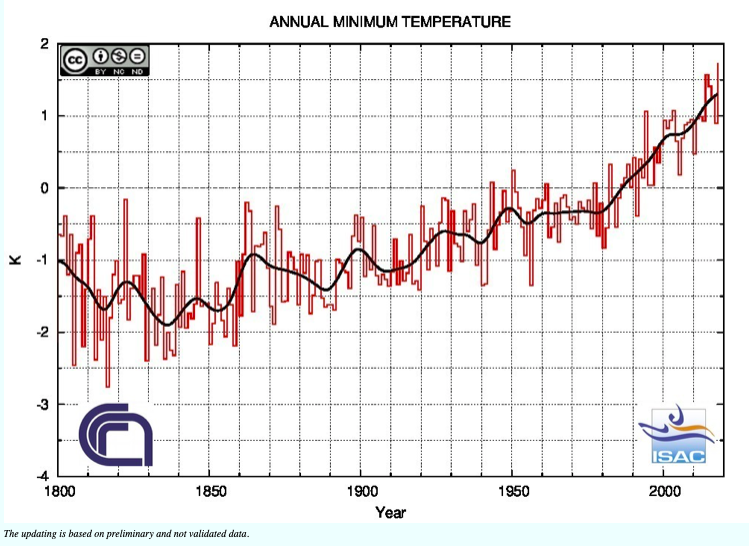 ANNUAL MINIMUM TEMPERATURE
2
cc
BY NC ND
1
0
K
-1
-2
-3
ISAC
-4
1800 1850 1900 1950 2000
Year
The updating is based on preliminary and not validated data.